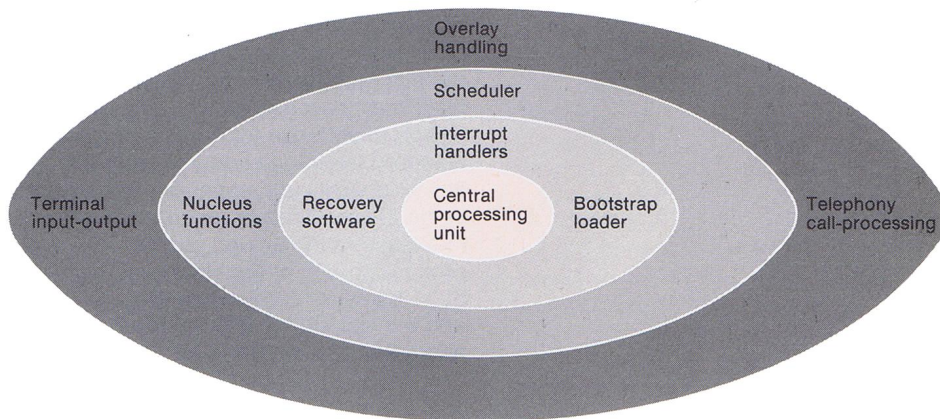 Overlay
handling
Scheduler
Interrupt
handlers
Terminal
input-output
Nucleus
functions
Recovery
software
Central
processing
unit
Bootstrap
loader
Telephony
call-processing